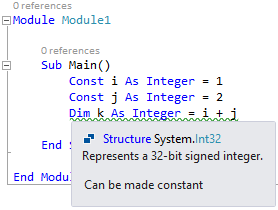 0 references
Module Module1
0 references
Sub Main()
Const i As Integer = 1
Const j As Integer = 2
Dim k As Integer = i + j
Structure System.Int32
Represents a 32-bit signed integer.
End S
Can be made constant
End Modu